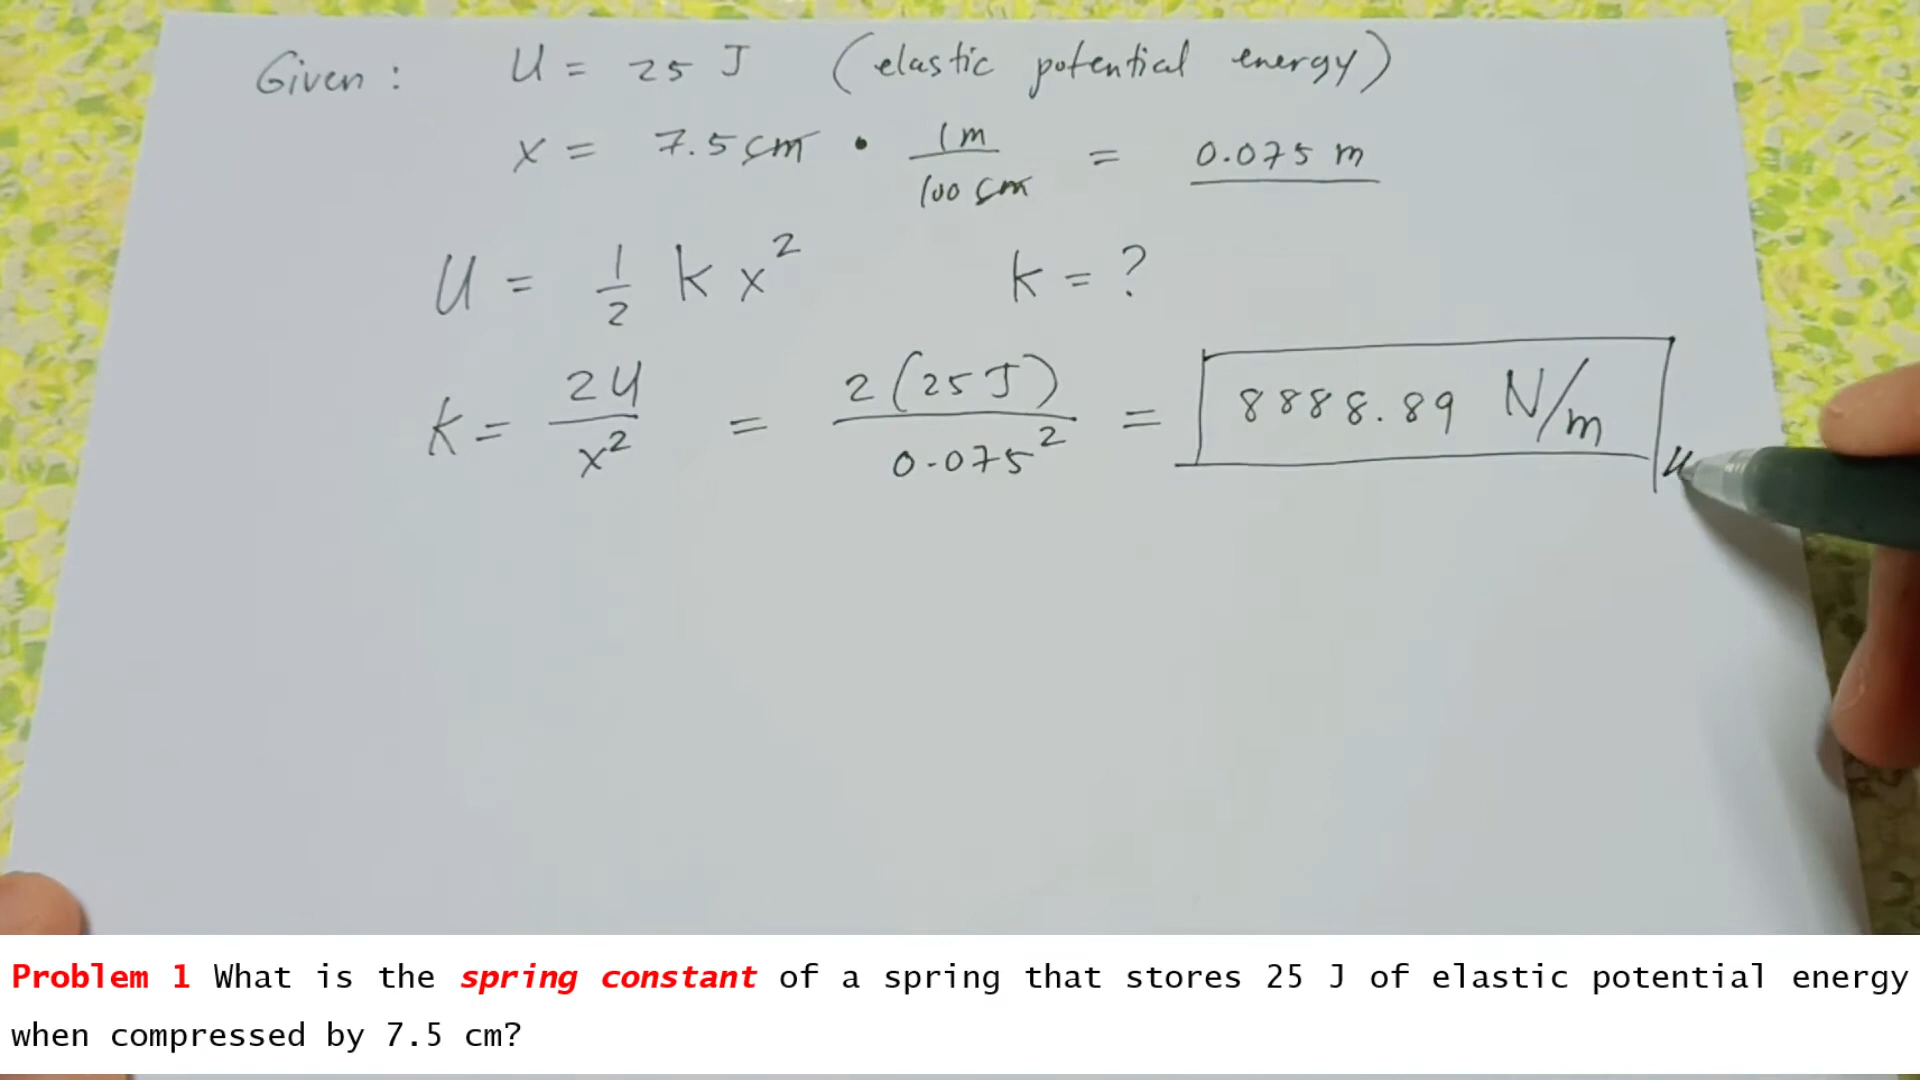 Given : U = 25 J (elastic potential energy)
x = 7.5 cm • 1 m / 100 cm = 0.075 m
U = 1/2 k x² k = ?
k = 2U / x² = 2 (25 J) / 0.075² = 8888.89 N/m
Problem 1 What is the spring constant of a spring that stores 25 J of elastic potential energy
when compressed by 7.5 cm?